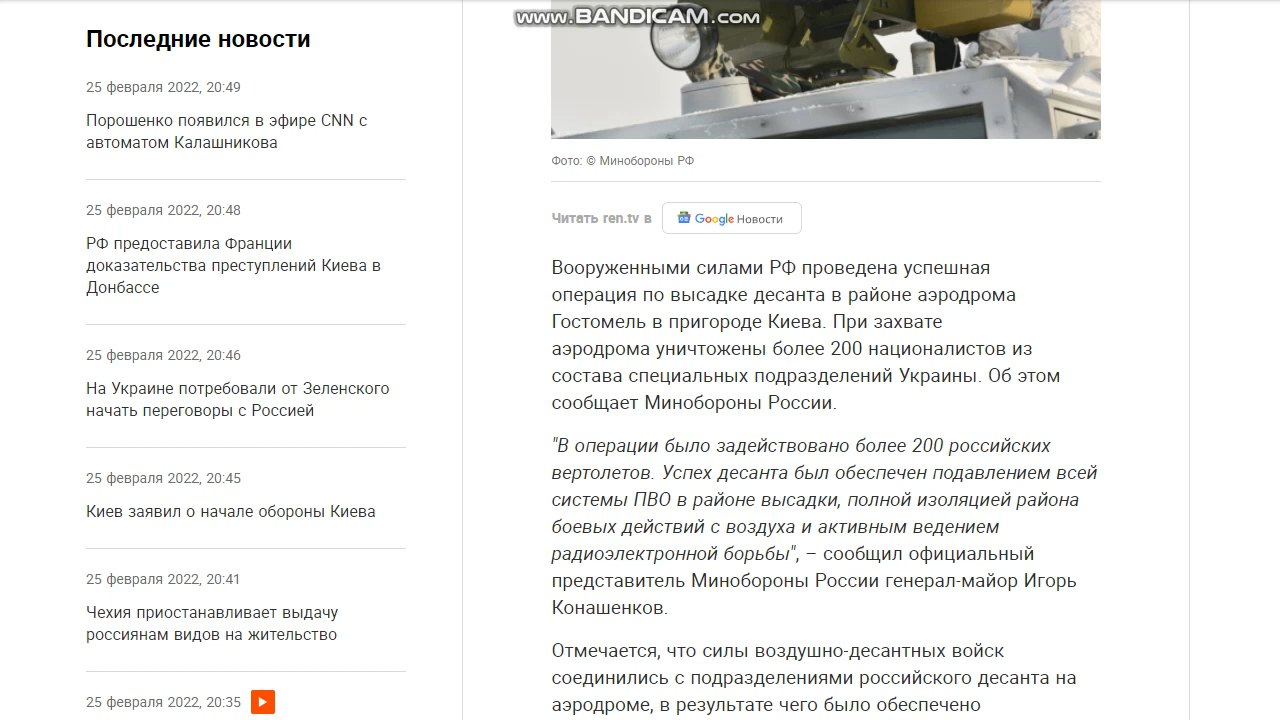 www.BANDICAM.com
Последние новости
25 февраля 2022, 20:49
Порошенко появился в эфире CNN с
автоматом Калашникова
25 февраля 2022, 20:48
РФ предоставила Франции
доказательства преступлений Киева в
Донбассе
25 февраля 2022, 20:46
На Украине потребовали от Зеленского
начать переговоры с Россией
25 февраля 2022, 20:45
Киев заявил о начале обороны Киева
25 февраля 2022, 20:41
Чехия приостанавливает выдачу
россиянам видов на жительство
25 февраля 2022, 20:35
Фото: © Минобороны РФ
Читать ren.tv в Google Новости
Вооруженными силами РФ проведена успешная
операция по высадке десанта в районе аэродрома
Гостомель в пригороде Киева. При захвате
аэродрома уничтожены более 200 националистов из
состава специальных подразделений Украины. Об этом
сообщает Минобороны России.
"В операции было задействовано более 200 российских
вертолетов. Успех десанта был обеспечен подавлением всей
системы ПВО в районе высадки, полной изоляцией района
боевых действий с воздуха и активным ведением
радиоэлектронной борьбы", – сообщил официальный
представитель Минобороны России генерал-майор Игорь
Конашенков.
Отмечается, что силы воздушно-десантных войск
соединились с подразделениями российского десанта на
аэродроме, в результате чего было обеспечено